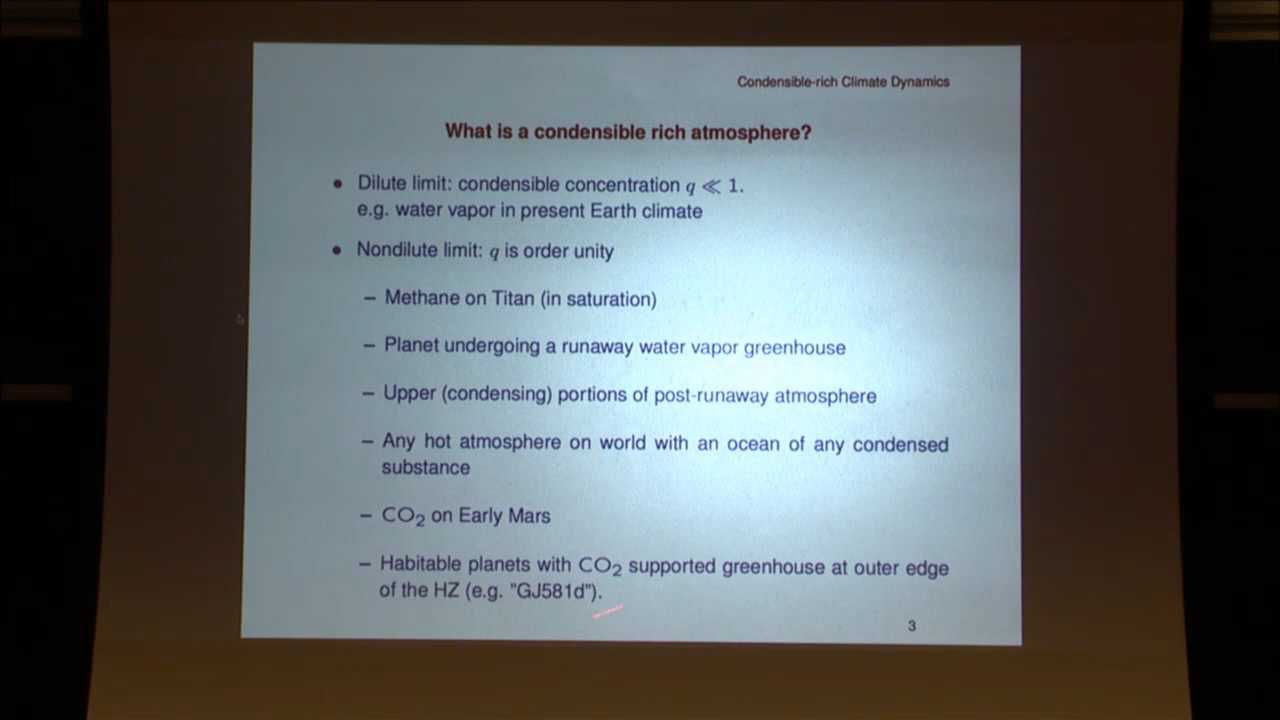 Condensible-rich Climate Dynamics
What is a condensible rich atmosphere?
• Dilute limit: condensible concentration q ≪ 1.
e.g. water vapor in present Earth climate
• Nondilute limit: q is order unity
– Methane on Titan (in saturation)
– Planet undergoing a runaway water vapor greenhouse
– Upper (condensing) portions of post-runaway atmosphere
– Any hot atmosphere on world with an ocean of any condensed
substance
– CO₂ on Early Mars
– Habitable planets with CO₂ supported greenhouse at outer edge
of the HZ (e.g. "GJ581d").
3